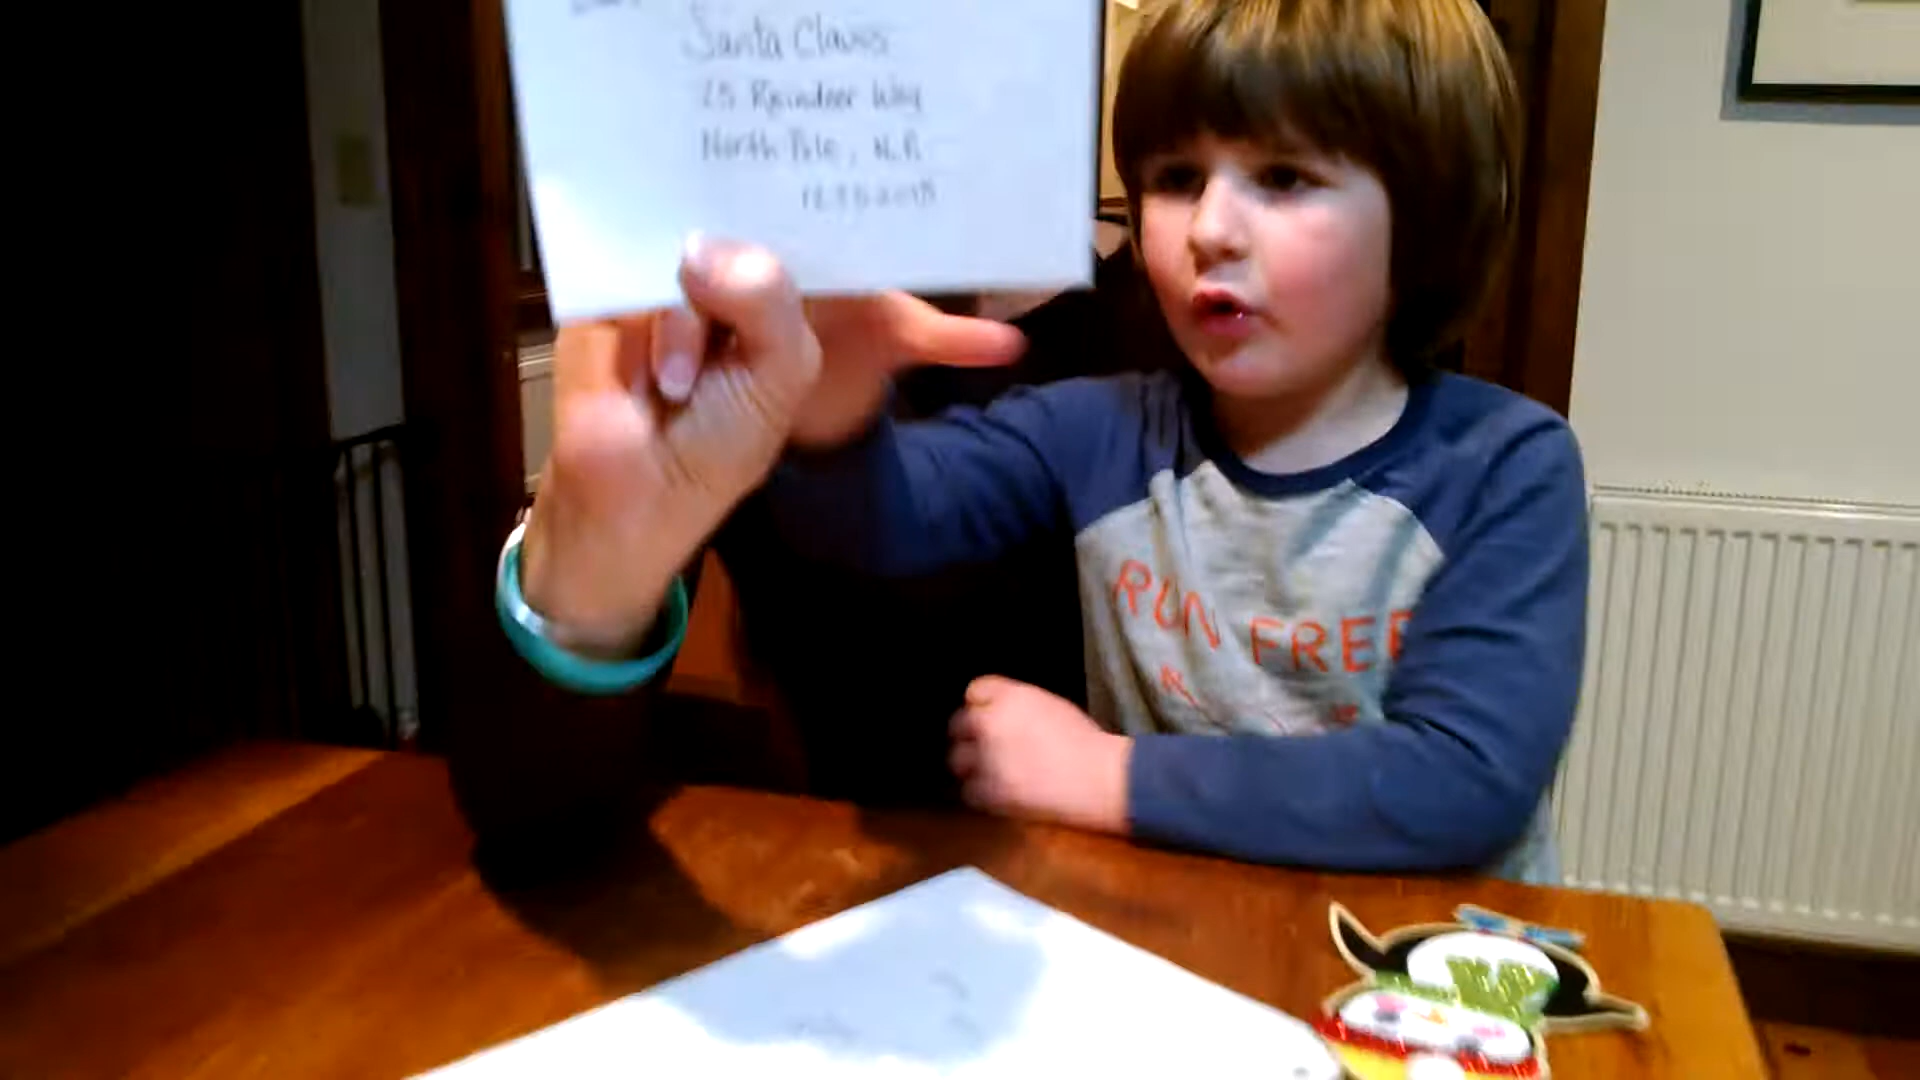 Santa Claus
25 Reindeer Way
North Pole, N.P.
RUN FREE